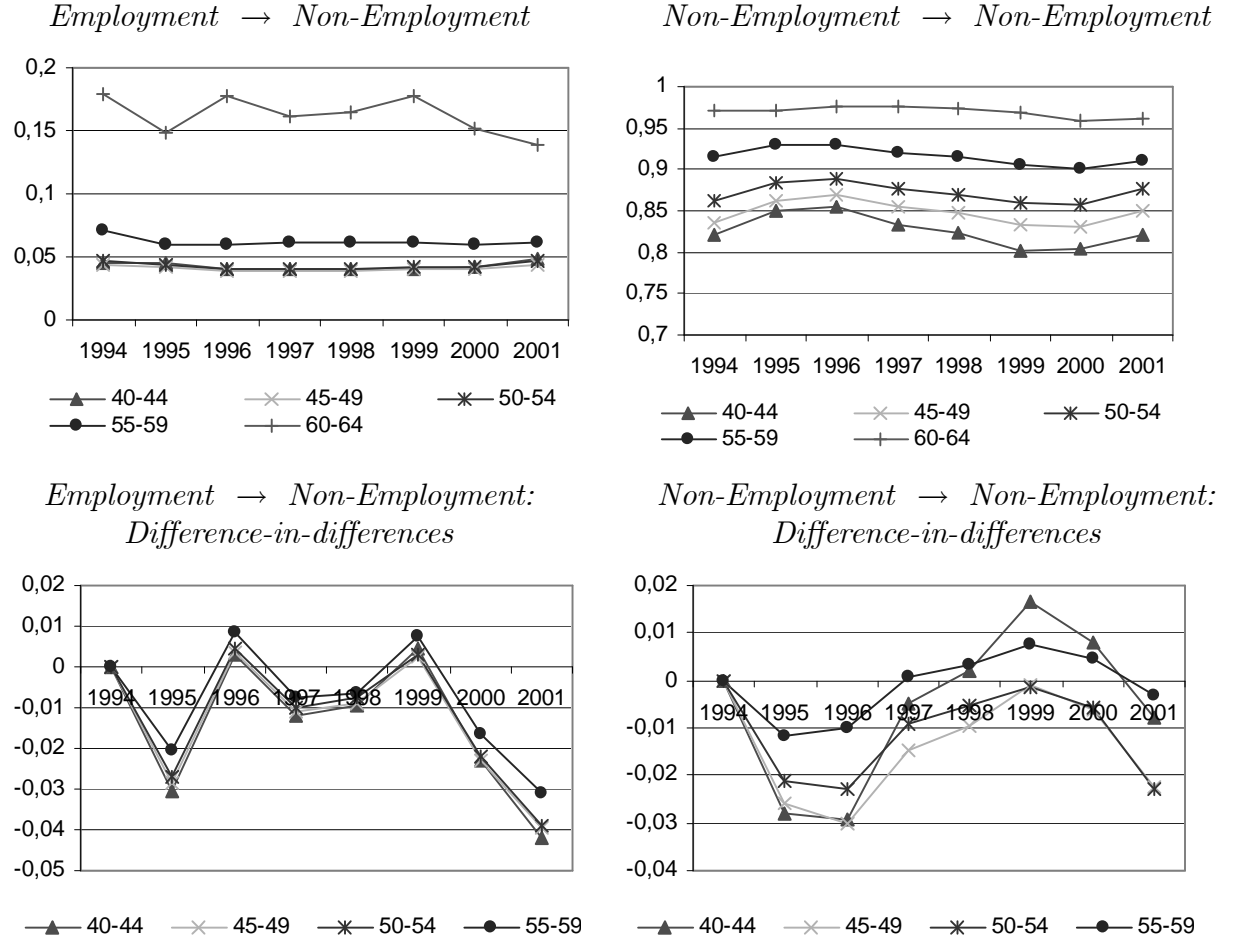 Employment → Non-Employment
0,2
0,15
0,1
0,05
0
1994 1995 1996 1997 1998 1999 2000 2001
40-44 45-49 50-54
55-59 60-64
Non-Employment → Non-Employment
1
0,95
0,9
0,85
0,8
0,75
0,7
1994 1995 1996 1997 1998 1999 2000 2001
40-44 45-49 50-54
55-59 60-64
Employment → Non-Employment:
Difference-in-differences
0,02
0,01
0
-0,01
-0,02
-0,03
-0,04
-0,05
1994 1995 1996 1997 1998 1999 2000 2001
40-44 45-49 50-54 55-59
Non-Employment → Non-Employment:
Difference-in-differences
0,02
0,01
0
-0,01
-0,02
-0,03
-0,04
1994 1995 1996 1997 1998 1999 2000 2001
40-44 45-49 50-54 55-59